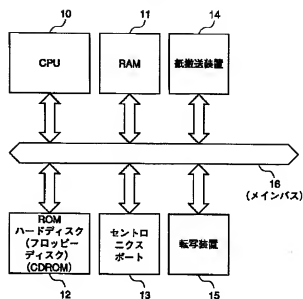 10
11
14
CPU
RAM
紙搬送装置
16
(メインバス)
ROM
ハードディスク
(フロッピー
ディスク)
(CDROM)
セントロ
ニクス
ポート
転写装置
12
13
15